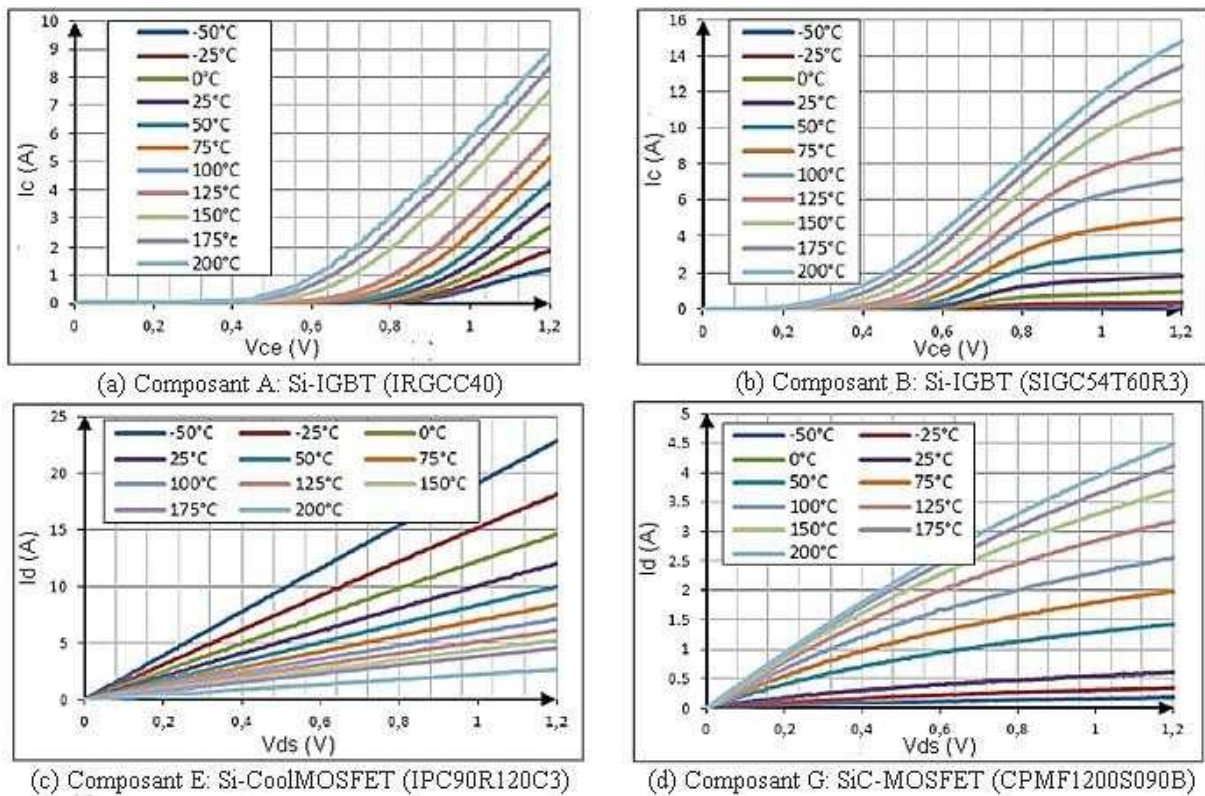 10
9
8
7
6
5
4
3
2
1
0
Ic (A)
-50°C
-25°C
0°C
25°C
50°C
75°C
100°C
125°C
150°C
175°c
200°C
0 0,2 0,4 0,6 0,8 1 1,2
Vce (V)
(a) Composant A: Si-IGBT (IRGCC40)
16
14
12
10
8
6
4
2
0
Ic (A)
-50°C
-25°C
0°C
25°C
50°C
75°C
100°C
125°C
150°C
175°C
200°C
0 0,2 0,4 0,6 0,8 1 1,2
Vce (V)
(b) Composant B: Si-IGBT (SIGC54T60R3)
25
20
15
10
5
0
Id (A)
-50°C -25°C 0°C
25°C 50°C 75°C
100°C 125°C 150°C
175°C 200°C
0 0,2 0,4 0,6 0,8 1 1,2
Vds (V)
(c) Composant E: Si-CoolMOSFET (IPC90R120C3)
5
4.5
4
3.5
3
2.5
2
1.5
1
0.5
0
Id (A)
-50°C -25°C
0°C 25°C
50°C 75°C
100°C 125°C
150°C 175°C
200°C
0 0,2 0,4 0,6 0,8 1 1,2
Vds (V)
(d) Composant G: SiC-MOSFET (CPMF1200S090B)